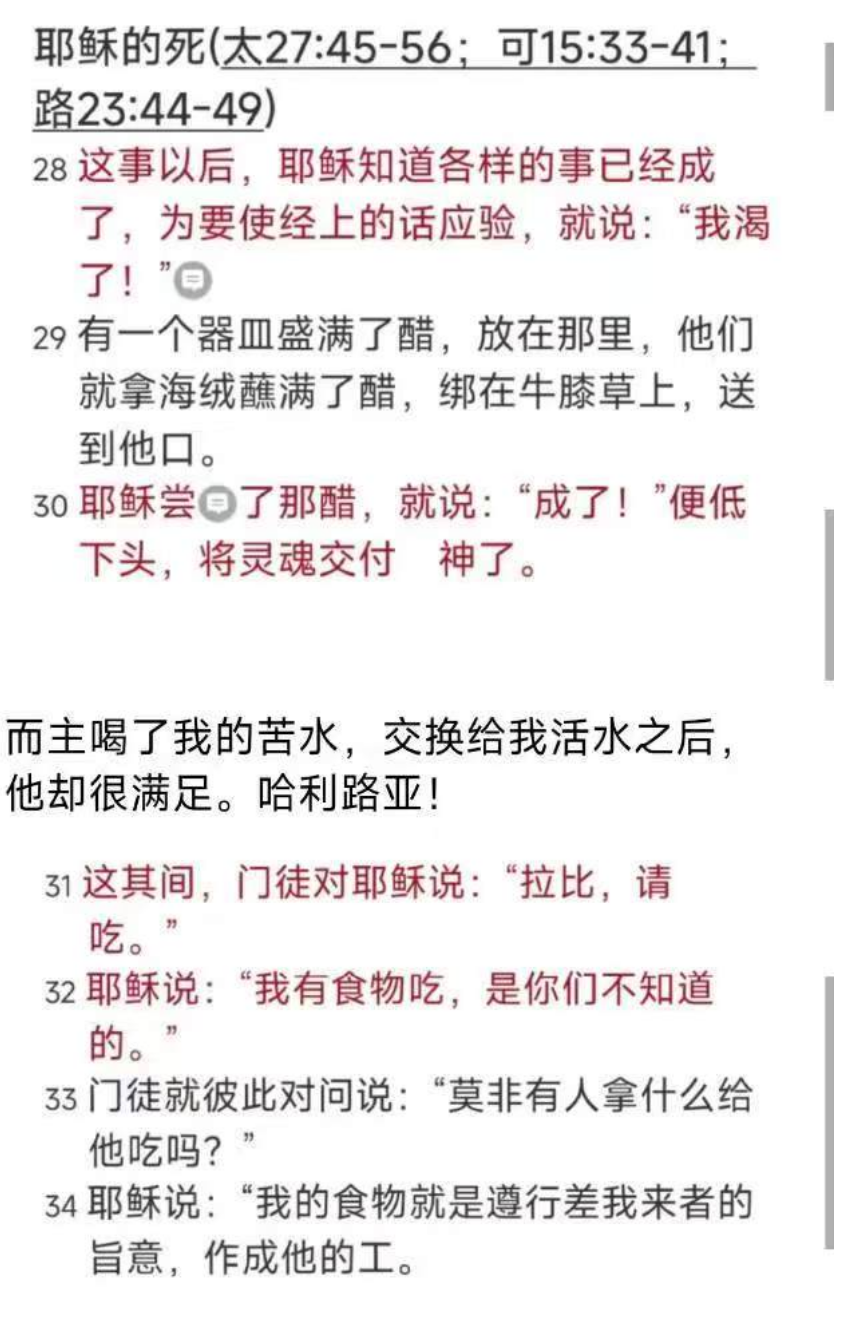 耶稣的死(太27:45-56；可15:33-41；
路23:44-49)
28 这事以后，耶稣知道各样的事已经成
了，为要使经上的话应验，就说：“我渴
了！”
29 有一个器皿盛满了醋，放在那里，他们
就拿海绒蘸满了醋，绑在牛膝草上，送
到他口。
30 耶稣尝了那醋，就说：“成了！”便低
下头，将灵魂交付　神了。
而主喝了我的苦水，交换给我活水之后，
他却很满足。哈利路亚！
31 这其间，门徒对耶稣说：“拉比，请
吃。”
32 耶稣说：“我有食物吃，是你们不知道
的。”
33 门徒就彼此对问说：“莫非有人拿什么给
他吃吗？”
34 耶稣说：“我的食物就是遵行差我来者的
旨意，作成他的工。